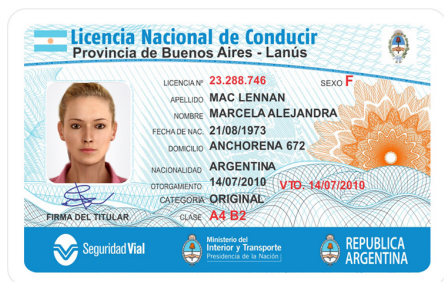 Licencia Nacional de Conducir
Provincia de Buenos Aires - Lanús
LICENCIA Nº 23.288.746 SEXO F
APELLIDO MAC LENNAN
NOMBRE MARCELA ALEJANDRA
FECHA DE NAC. 21/08/1973
DOMICILIO ANCHORENA 672
NACIONALIDAD ARGENTINA
OTORGAMENTO 14/07/2010 VTO. 14/07/2010
CATEGORIA ORIGINAL
FIRMA DEL TITULAR CLASE A4 B2
Seguridad Vial
Ministerio del
Interior y Transporte
Presidencia de la Nación
REPUBLICA
ARGENTINA